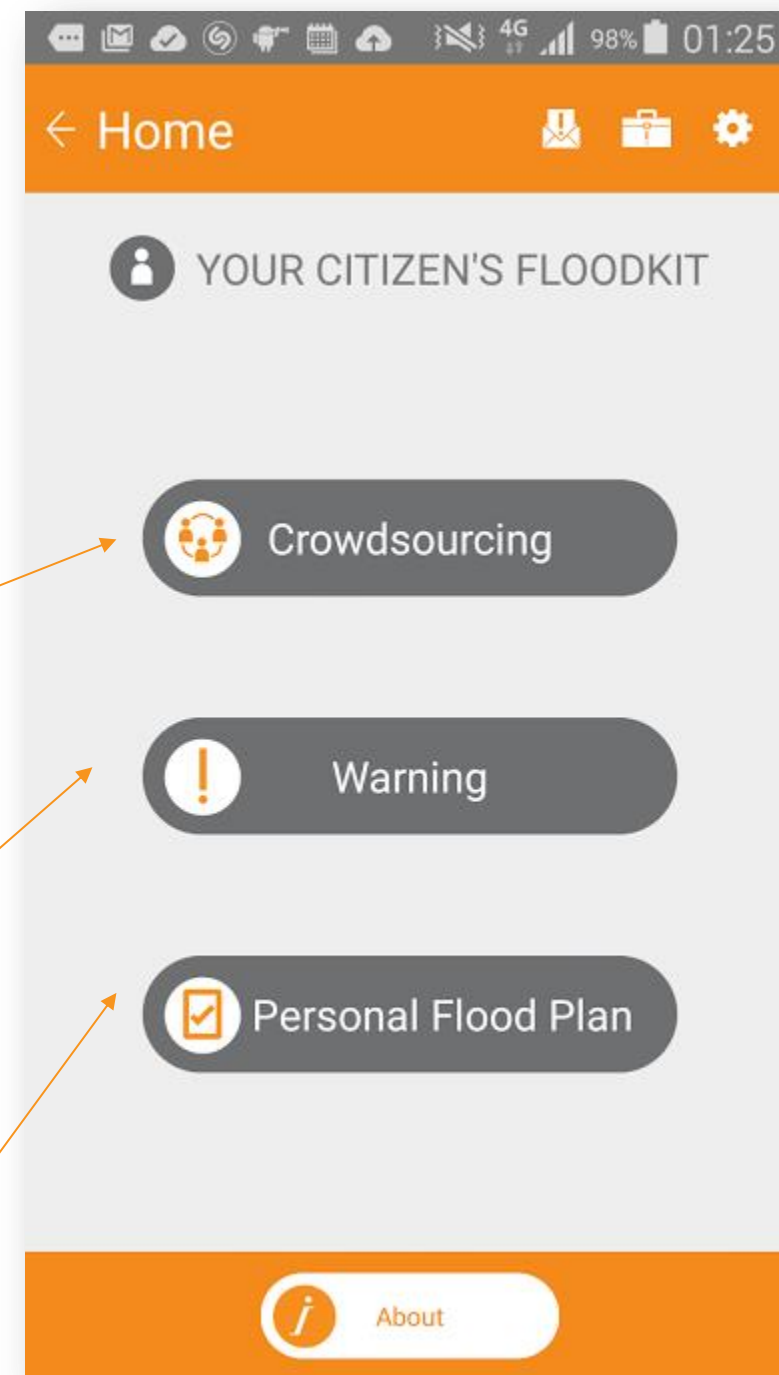 4G 98% 01:25
← Home
YOUR CITIZEN'S FLOODKIT
Crowdsourcing
! Warning
Personal Flood Plan
i About